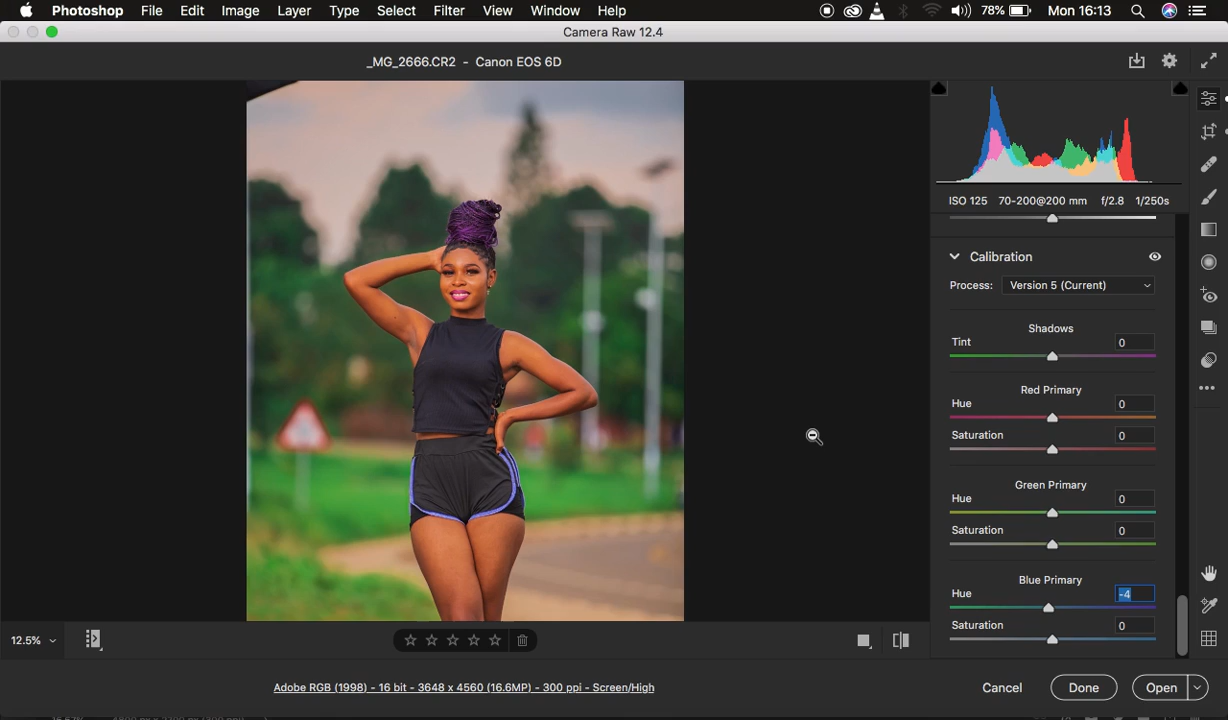 Photoshop File Edit Image Layer Type Select Filter View Window Help 78% Mon 16:13
Camera Raw 12.4
_MG_2666.CR2 - Canon EOS 6D
ISO 125 70-200@200 mm f/2.8 1/250s
Calibration
Process: Version 5 (Current)
Shadows
Tint 0
Red Primary
Hue 0
Saturation 0
Green Primary
Hue 0
Saturation 0
Blue Primary
Hue -4
Saturation 0
12.5%
Adobe RGB (1998) - 16 bit - 3648 x 4560 (16.6MP) - 300 ppi - Screen/High
Cancel Done Open